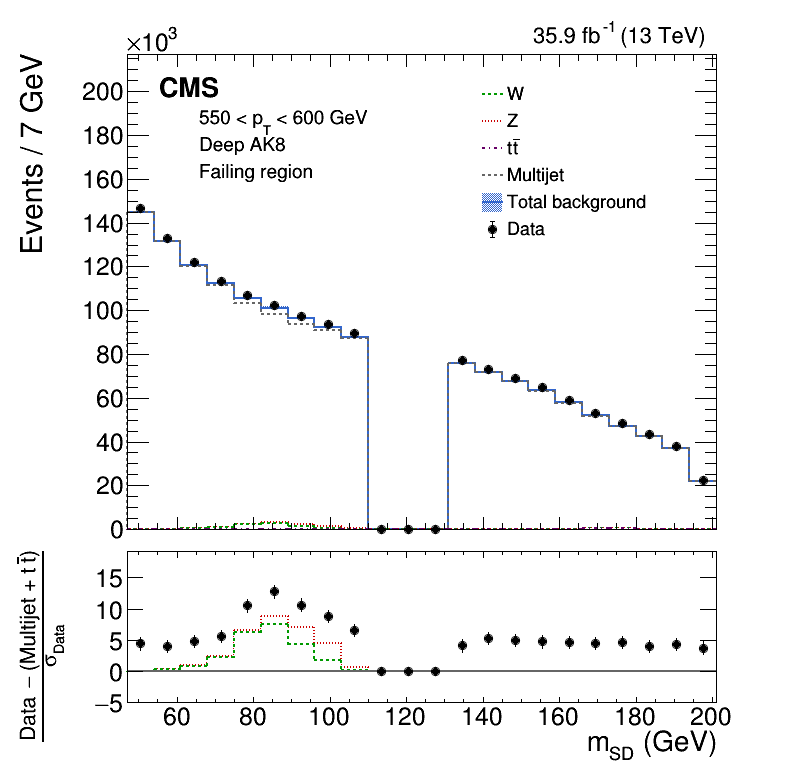 ×10³
35.9 fb⁻¹ (13 TeV)
Events / 7 GeV
CMS
550 < p_T < 600 GeV
Deep AK8
Failing region
W
Z
tt̄
Multijet
Total background
Data
200
180
160
140
120
100
80
60
40
20
0
Data − (Multijet + t t̄)
σ_Data
15
10
5
0
−5
60 80 100 120 140 160 180 200
m_SD (GeV)